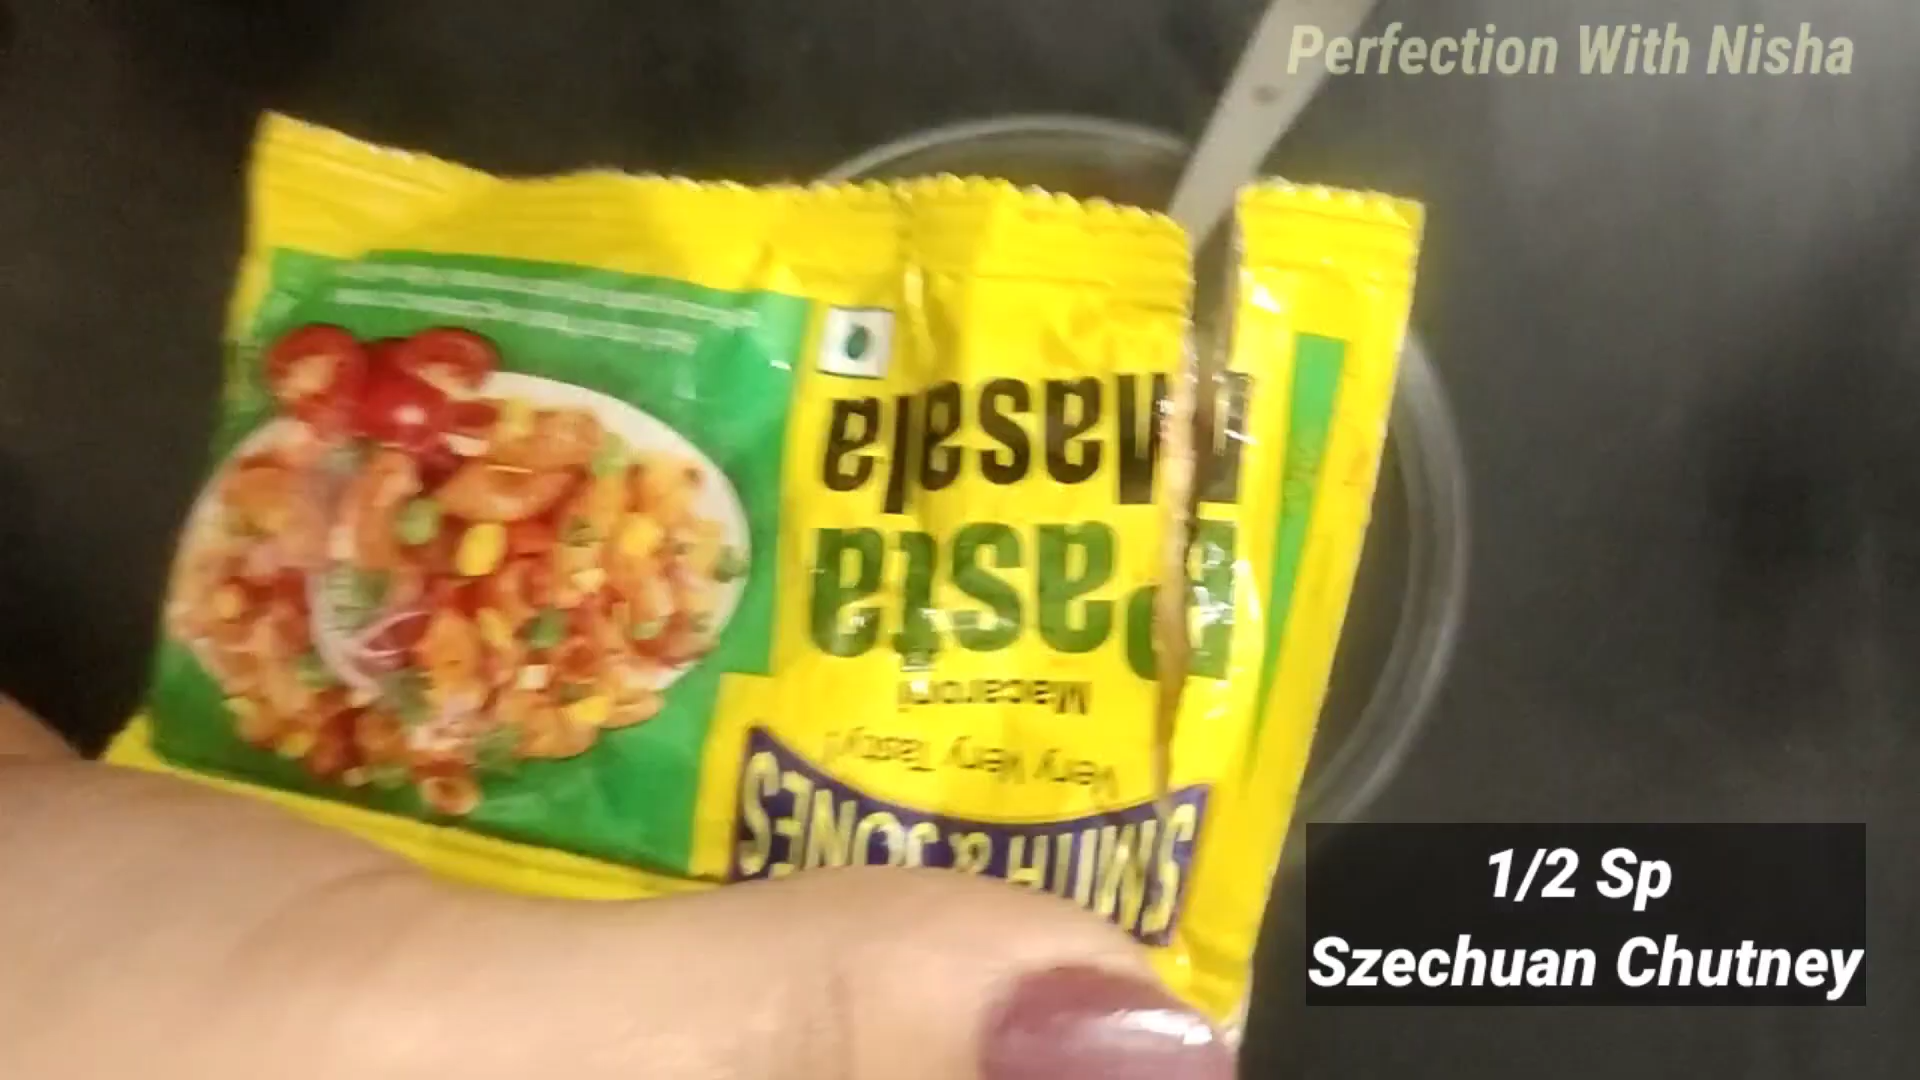 Perfection With Nisha
SMITH & JONES
Very Very Tasty!
Macaroni
Pasta
Masala
1/2 Sp
Szechuan Chutney